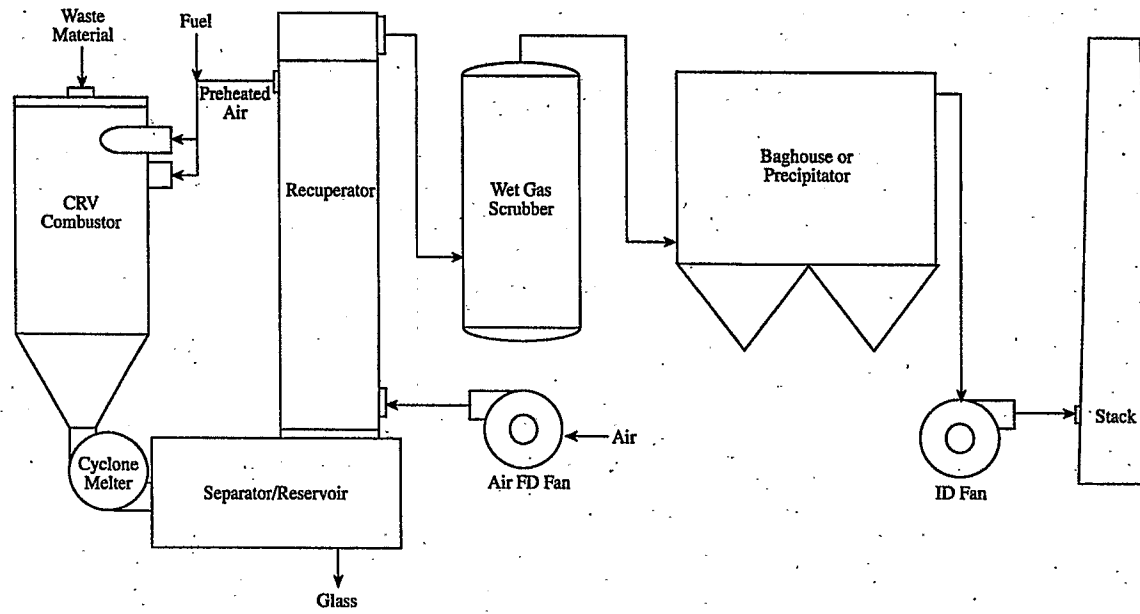 Waste
Material
Fuel
Preheated
Air
CRV
Combustor
Recuperator
Wet Gas
Scrubber
Baghouse or
Precipitator
Cyclone
Melter
Separator/Reservoir
Air FD Fan
Air
ID Fan
Stack
Glass